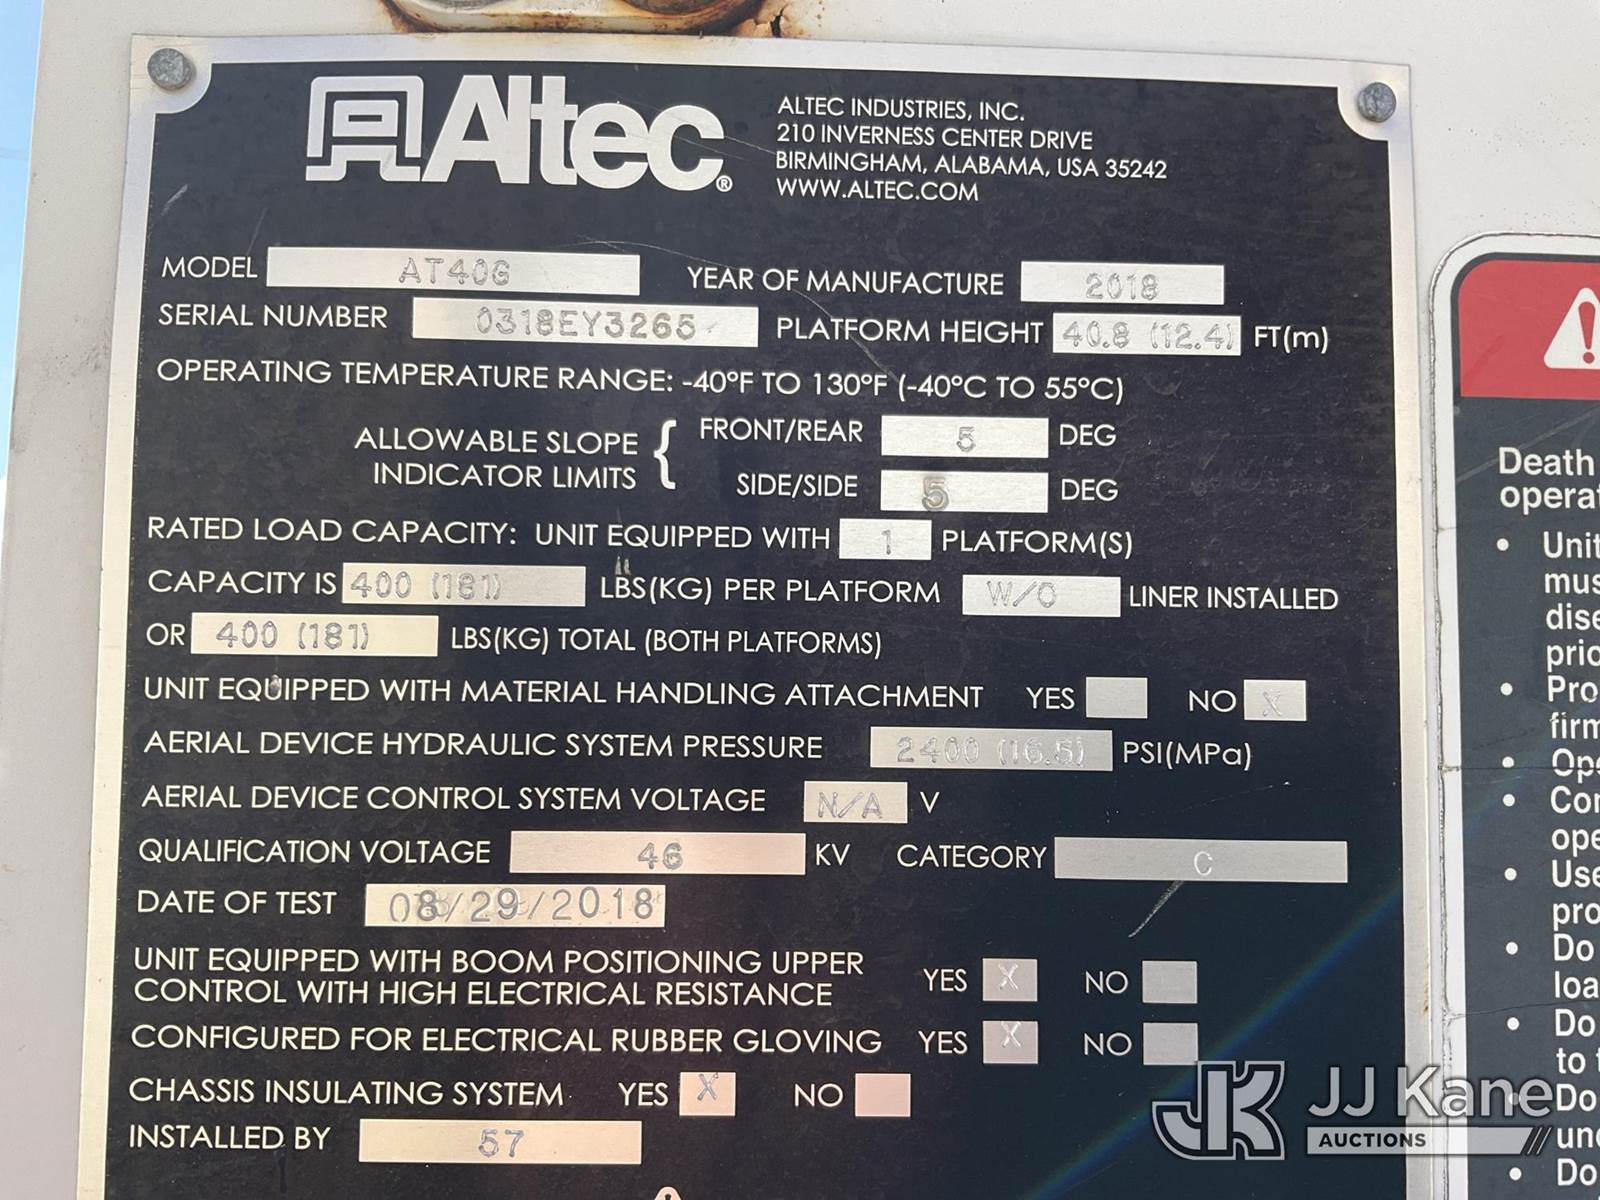 Altec®
ALTEC INDUSTRIES, INC.
210 INVERNESS CENTER DRIVE
BIRMINGHAM, ALABAMA, USA 35242
WWW.ALTEC.COM
MODEL AT40G YEAR OF MANUFACTURE 2018
SERIAL NUMBER 0318EY3265 PLATFORM HEIGHT 40.8 (12.4) FT(m)
OPERATING TEMPERATURE RANGE: -40°F TO 130°F (-40°C TO 55°C)
ALLOWABLE SLOPE INDICATOR LIMITS { FRONT/REAR 5 DEG
SIDE/SIDE 5 DEG
RATED LOAD CAPACITY: UNIT EQUIPPED WITH 1 PLATFORM(S)
CAPACITY IS 400 (181) LBS(KG) PER PLATFORM W/O LINER INSTALLED
OR 400 (181) LBS(KG) TOTAL (BOTH PLATFORMS)
UNIT EQUIPPED WITH MATERIAL HANDLING ATTACHMENT YES NO X
AERIAL DEVICE HYDRAULIC SYSTEM PRESSURE 2400 (16.5) PSI(MPa)
AERIAL DEVICE CONTROL SYSTEM VOLTAGE N/A V
QUALIFICATION VOLTAGE 46 KV CATEGORY C
DATE OF TEST 08/29/2018
UNIT EQUIPPED WITH BOOM POSITIONING UPPER
CONTROL WITH HIGH ELECTRICAL RESISTANCE YES X NO
CONFIGURED FOR ELECTRICAL RUBBER GLOVING YES X NO
CHASSIS INSULATING SYSTEM YES X NO
INSTALLED BY 57
Death
• Unit
• Do
• Do
• Do
• Do
JJ Kane
AUCTIONS